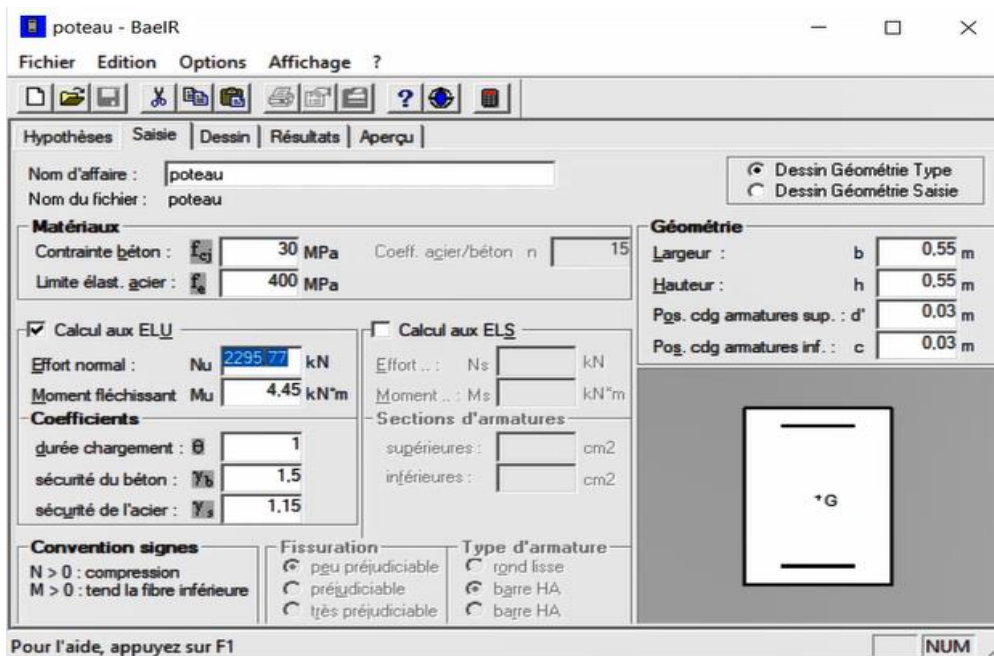 poteau - BaelR
Fichier Edition Options Affichage ?
Hypothèses Saisie Dessin Résultats Aperçu
Nom d'affaire : poteau
Nom du fichier : poteau
Dessin Géométrie Type
Dessin Géométrie Saisie
Matériaux
Contrainte béton : fcj 30 MPa Coeff. acier/béton n 15
Limite élast. acier : fe 400 MPa
Géométrie
Largeur : b 0,55 m
Hauteur : h 0,55 m
Pos. cdg armatures sup. : d' 0,03 m
Pos. cdg armatures inf. : c 0,03 m
Calcul aux ELU
Effort normal : Nu 2295,77 kN
Moment fléchissant Mu 4,45 kN*m
Calcul aux ELS
Effort .. : Ns kN
Moment .. : Ms kN*m
Coefficients
durée chargement : θ 1
sécurité du béton : γb 1,5
sécurité de l'acier : γs 1,15
Sections d'armatures
supérieures : cm2
inférieures : cm2
Convention signes
N > 0 : compression
M > 0 : tend la fibre inférieure
Fissuration
peu préjudiciable
préjudiciable
très préjudiciable
Type d'armature
rond lisse
barre HA
barre HA
+G
Pour l'aide, appuyez sur F1 NUM